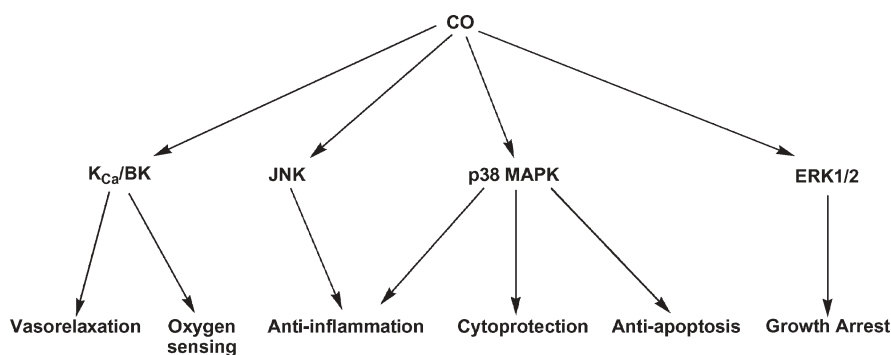 CO
K_Ca/BK
JNK
p38 MAPK
ERK1/2
Vasorelaxation
Oxygen
sensing
Anti-inflammation
Cytoprotection
Anti-apoptosis
Growth Arrest